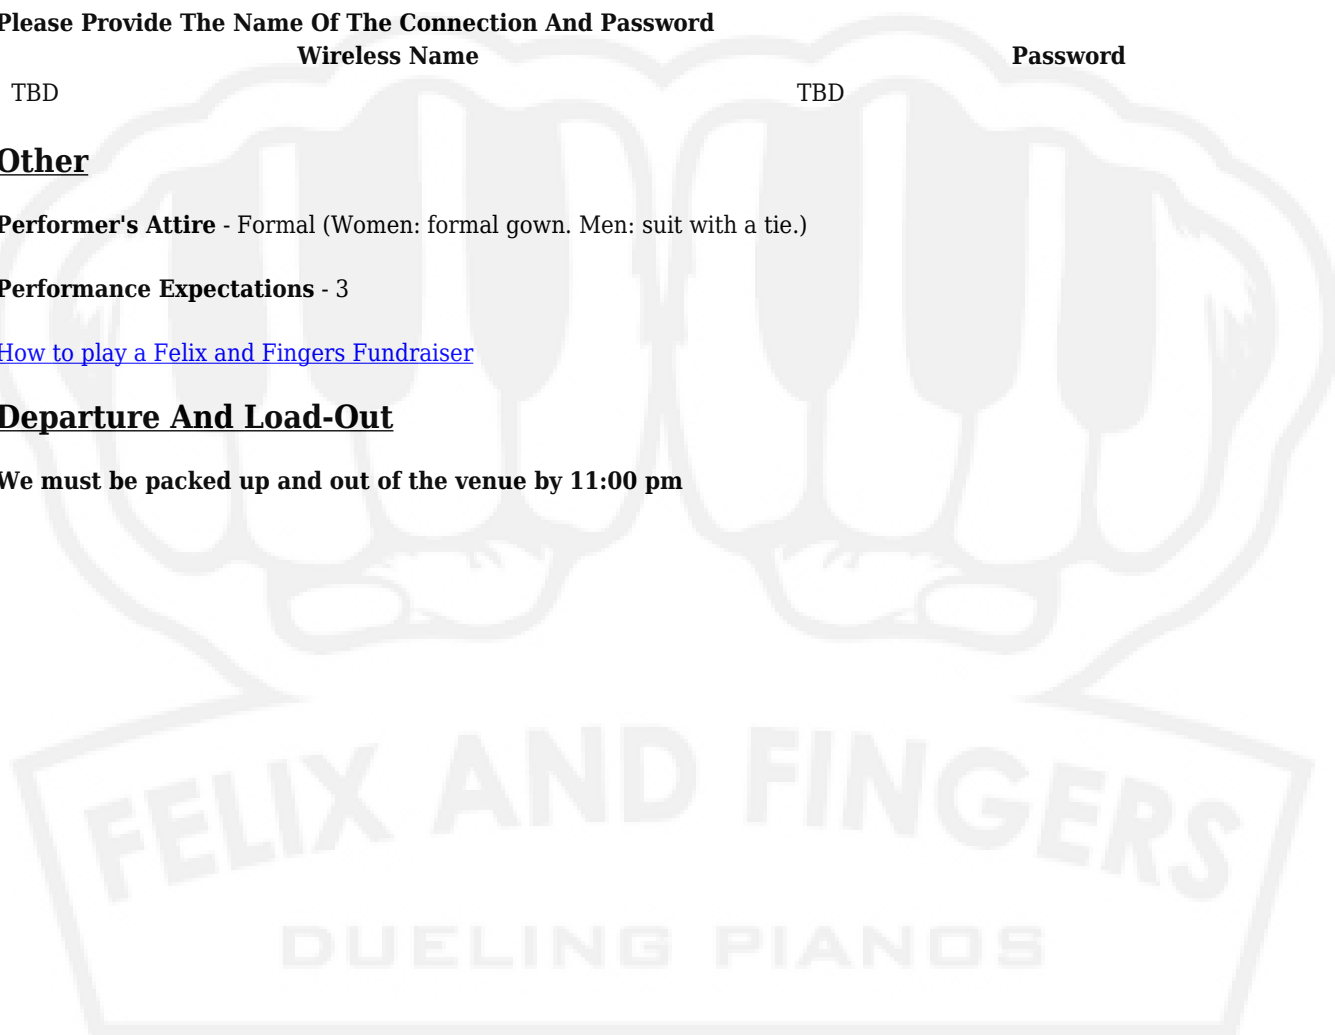 Please Provide The Name Of The Connection And Password
Wireless Name Password
TBD TBD
Other
Performer's Attire - Formal (Women: formal gown. Men: suit with a tie.)
Performance Expectations - 3
How to play a Felix and Fingers Fundraiser
Departure And Load-Out
We must be packed up and out of the venue by 11:00 pm
FELIX AND FINGERS
DUELING PIANOS